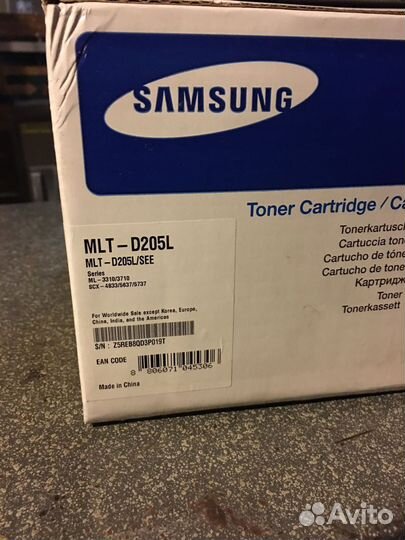 SAMSUNG
Toner Cartridge / Ca
Tonerkartusch
Cartuccia tone
Cartucho de tóne
Cartucho de tone
Картридж
Toner
Tonerkassett
MLT-D205L
MLT-D205L/SEE
Series
ML-3310/3710
SCX-4833/5637/5737
For Worldwide Sale except Korea, Europe,
China, India, and the Americas
S/N : Z5REB8QD3P019T
EAN CODE
8 806071 045306
Made in China
Avito